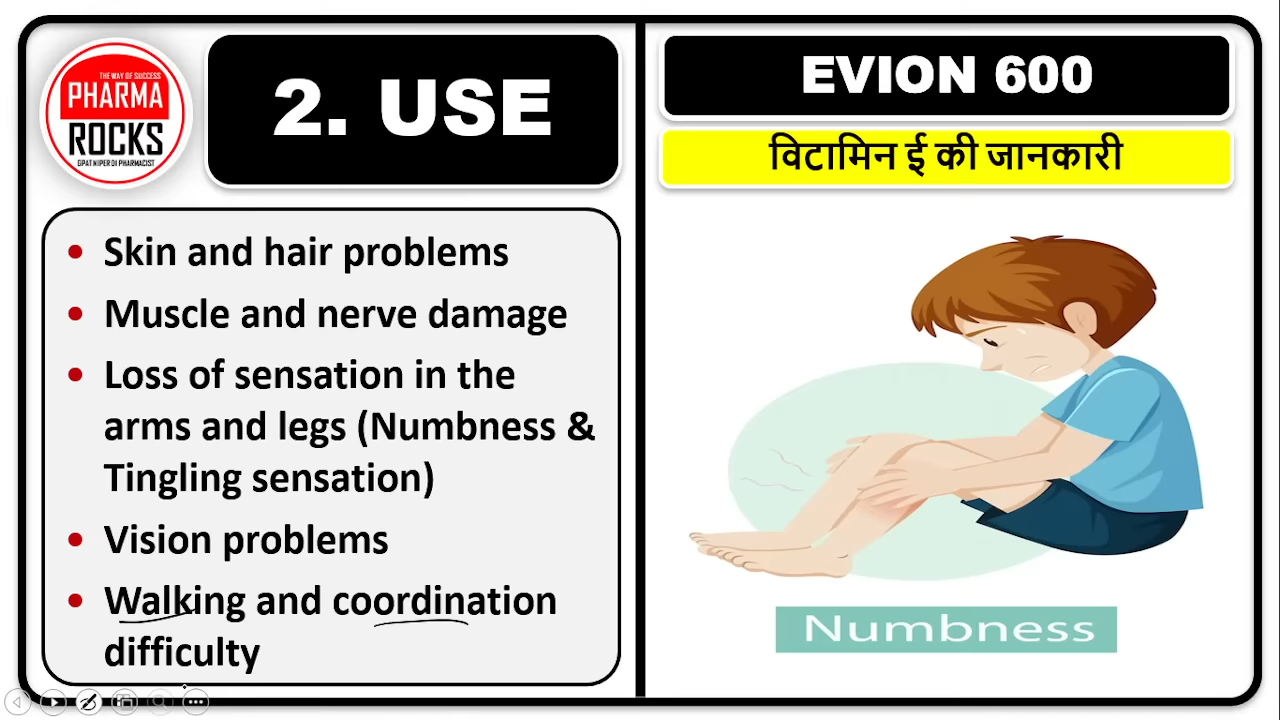 THE WAY OF SUCCESS
PHARMA
ROCKS
GPAT NIPER DI PHARMACIST
2. USE
• Skin and hair problems
• Muscle and nerve damage
• Loss of sensation in the
arms and legs (Numbness &
Tingling sensation)
• Vision problems
• Walking and coordination
difficulty
EVION 600
विटामिन ई की जानकारी
Numbness